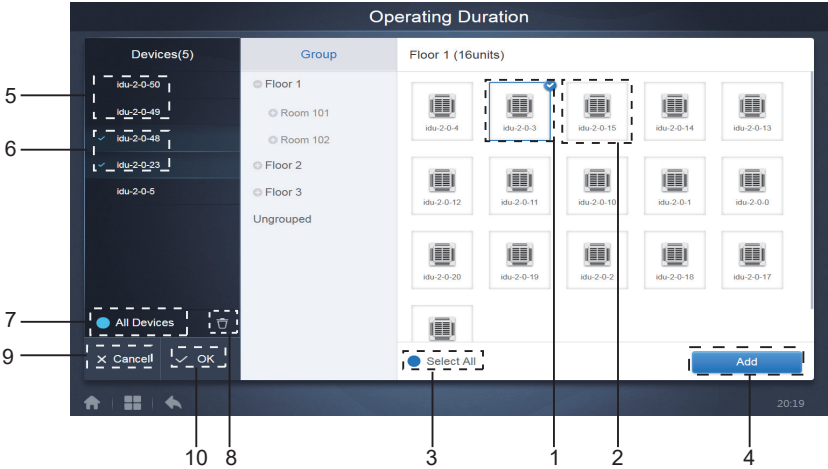 Operating Duration
Devices(5)
Group
Floor 1 (16units)
5
idu-2-0-50
idu-2-0-49
6
idu-2-0-48
idu-2-0-23
idu-2-0-5
Floor 1
Room 101
Room 102
Floor 2
Floor 3
Ungrouped
idu-2-0-4 idu-2-0-3 idu-2-0-15 idu-2-0-14 idu-2-0-13
idu-2-0-12 idu-2-0-11 idu-2-0-10 idu-2-0-1 idu-2-0-0
idu-2-0-20 idu-2-0-19 idu-2-0-2 idu-2-0-18 idu-2-0-17
7
All Devices
9
Cancel OK
Select All
Add
20:19
10 8 3 1 2 4